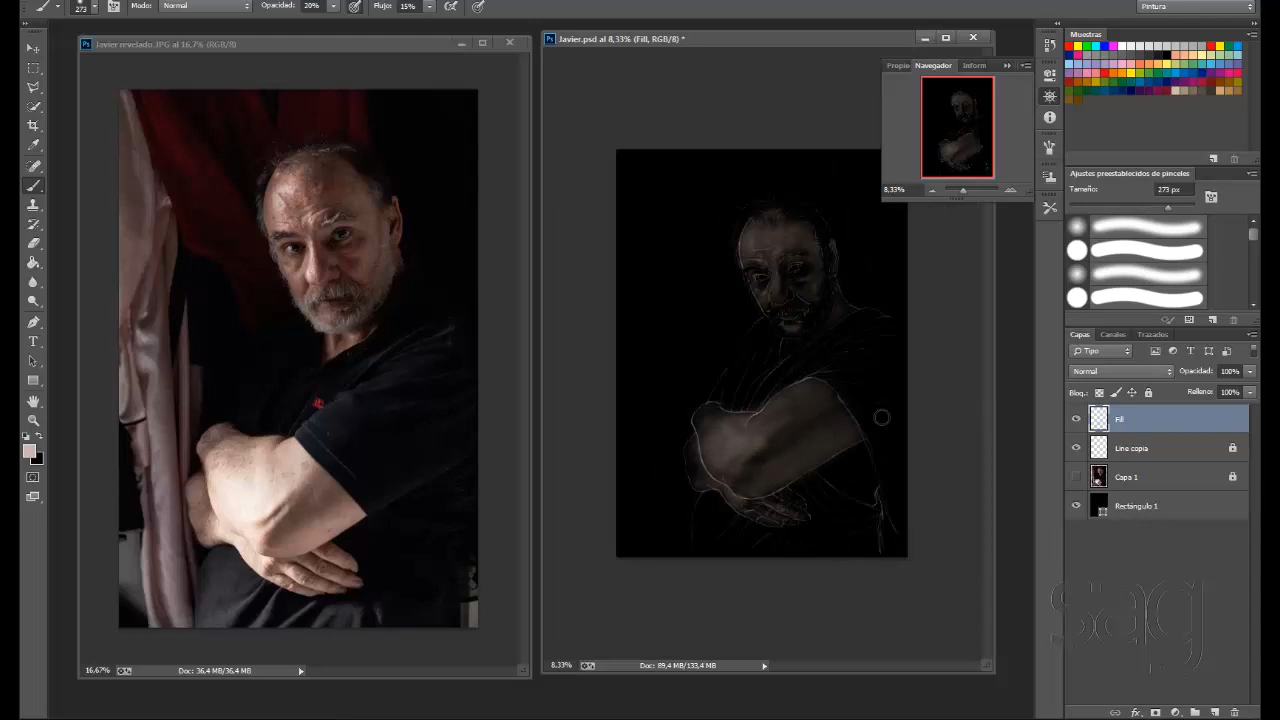 273
Modo:
Normal
Opacidad: 20%
Flujo: 15%
Pintura
Javier revelado.JPG al 16,7% (RGB/8)
Javier.psd al 8,33% (Fill, RGB/8) *
Propie
Navegador
Inform
8,33%
Muestras
Ajustes preestablecidos de pinceles
Tamaño:
273 px
Capas
Canales
Trazados
Tipo
Normal
Opacidad: 100%
Bloq.:
Relleno: 100%
Fill
Line copia
Capa 1
Rectángulo 1
16.67%
Doc: 36,4 MB/36,4 MB
8.33%
Doc: 89,4 MB/133,4 MB